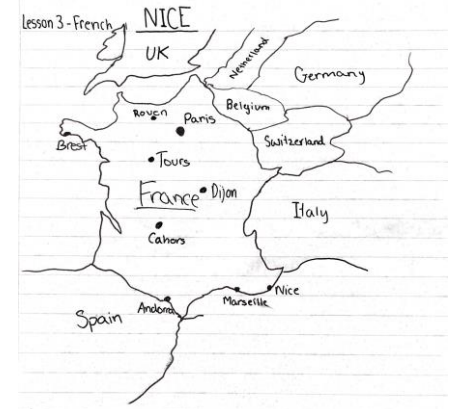 Lesson 3 - French
NICE
UK
Netherland
Germany
Belgium
Rouen
Paris
Brest
Switzerland
Tours
France
Dijon
Italy
Cahors
Andorra
Marseille
Nice
Spain